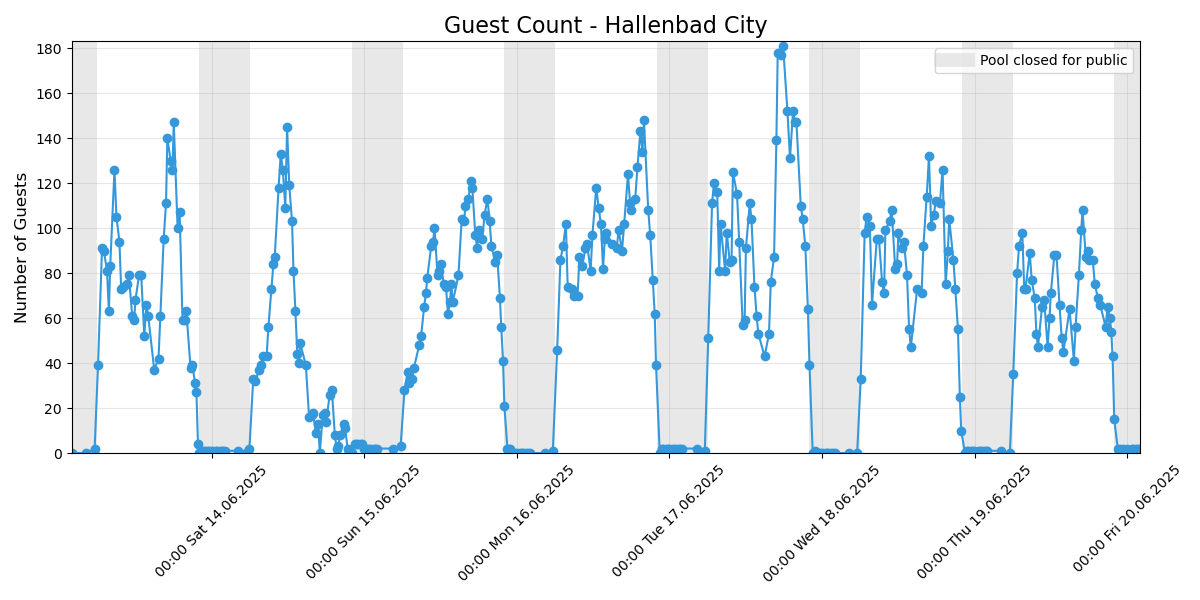 Guest Count - Hallenbad City
Pool closed for public
Number of Guests
180
160
140
120
100
80
60
40
20
0
00:00 Sat 14.06.2025
00:00 Sun 15.06.2025
00:00 Mon 16.06.2025
00:00 Tue 17.06.2025
00:00 Wed 18.06.2025
00:00 Thu 19.06.2025
00:00 Fri 20.06.2025